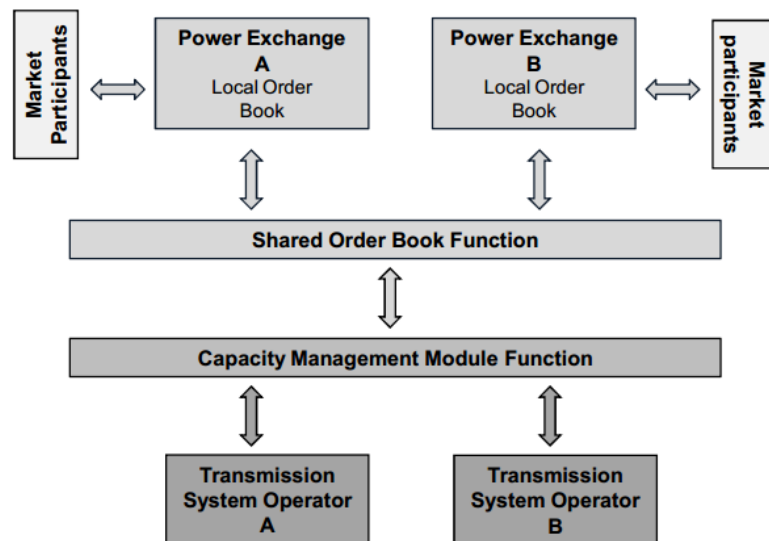 Market
Participants
Power Exchange
A
Local Order
Book
Power Exchange
B
Local Order
Book
Market
participants
Shared Order Book Function
Capacity Management Module Function
Transmission
System Operator
A
Transmission
System Operator
B